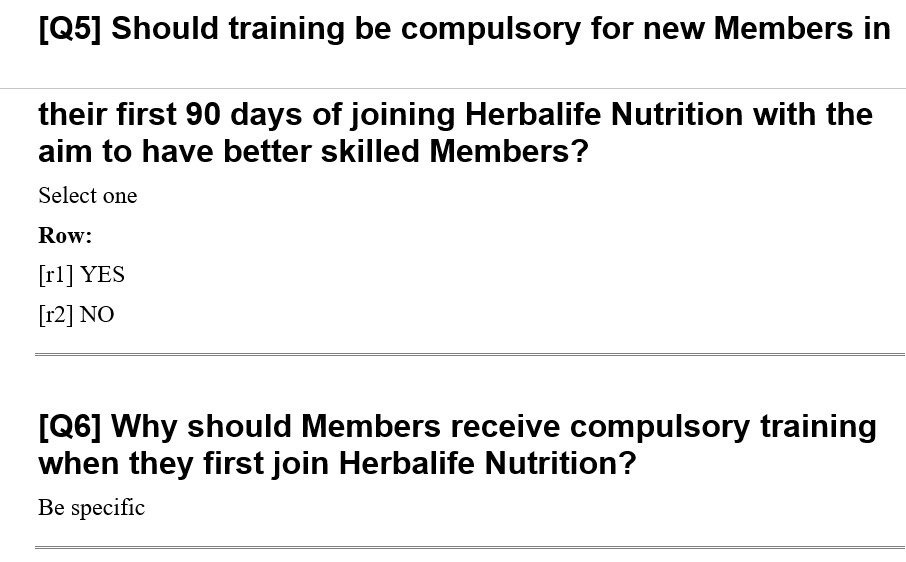 [Q5] Should training be compulsory for new Members in
their first 90 days of joining Herbalife Nutrition with the
aim to have better skilled Members?
Select one
Row:
[r1] YES
[r2] NO
[Q6] Why should Members receive compulsory training
when they first join Herbalife Nutrition?
Be specific